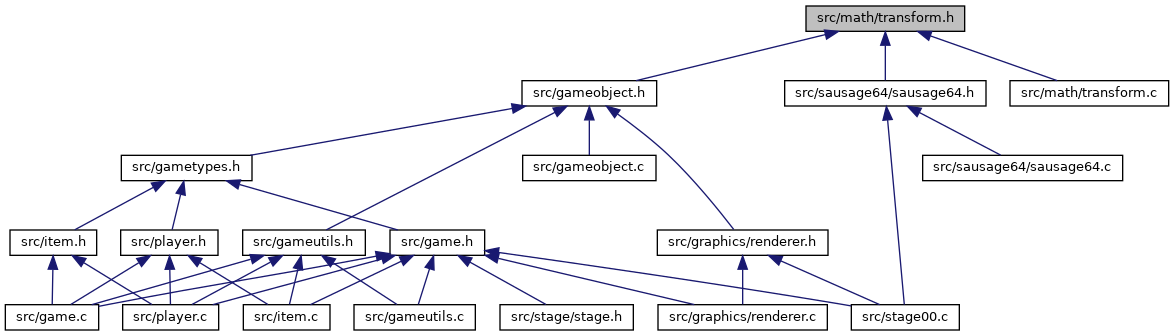 src/math/transform.h
src/gameobject.h
src/sausage64/sausage64.h
src/math/transform.c
src/gametypes.h
src/gameobject.c
src/sausage64/sausage64.c
src/item.h
src/player.h
src/gameutils.h
src/game.h
src/graphics/renderer.h
src/game.c
src/player.c
src/item.c
src/gameutils.c
src/stage/stage.h
src/graphics/renderer.c
src/stage00.c